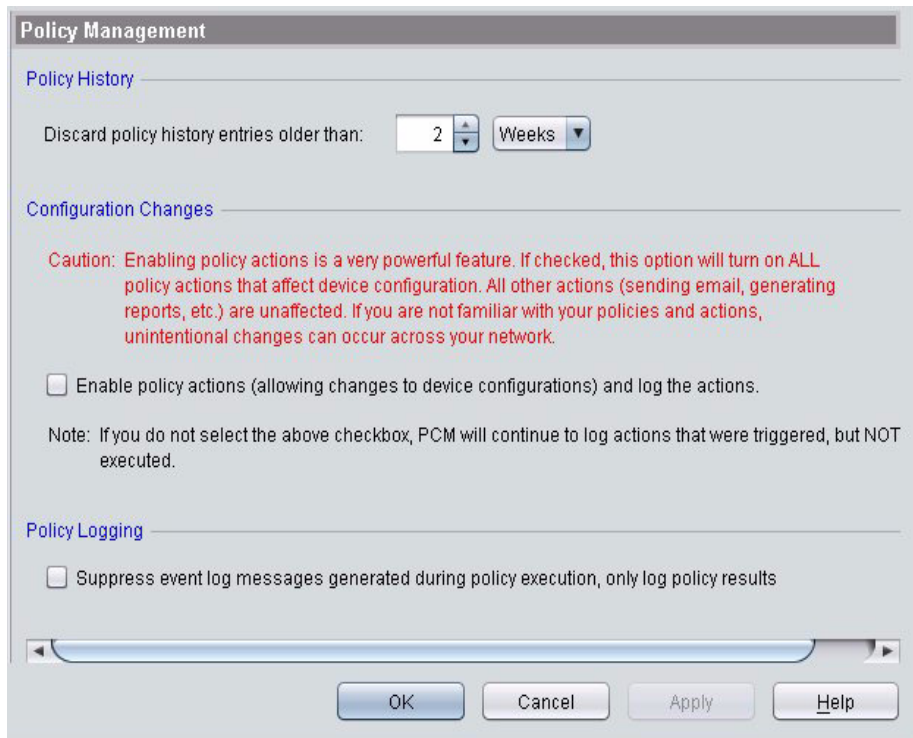 Policy Management
Policy History
Discard policy history entries older than: 2 Weeks
Configuration Changes
Caution: Enabling policy actions is a very powerful feature. If checked, this option will turn on ALL
policy actions that affect device configuration. All other actions (sending email, generating
reports, etc.) are unaffected. If you are not familiar with your policies and actions,
unintentional changes can occur across your network.
Enable policy actions (allowing changes to device configurations) and log the actions.
Note: If you do not select the above checkbox, PCM will continue to log actions that were triggered, but NOT
executed.
Policy Logging
Suppress event log messages generated during policy execution, only log policy results
OK Cancel Apply Help